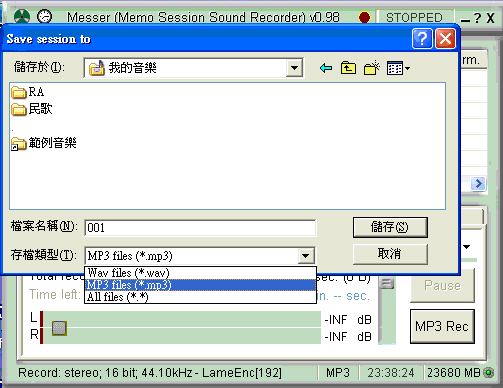 Messer (Memo Session Sound Recorder) v0.98
STOPPED
Save session to
儲存於(I):
我的音樂
RA
民歌
範例音樂
檔案名稱(N):
001
儲存(S)
存檔類型(T):
MP3 files (*.mp3)
取消
Wav files (*.wav)
MP3 files (*.mp3)
All files (*.*)
rm.
Total
sec. (0 D)
Time left:
-- sec.
Pause
L
-INF dB
R
-INF dB
MP3 Rec
Record: stereo; 16 bit; 44.10kHz - LameEnc[192]
MP3
23:38:24
23680 MB